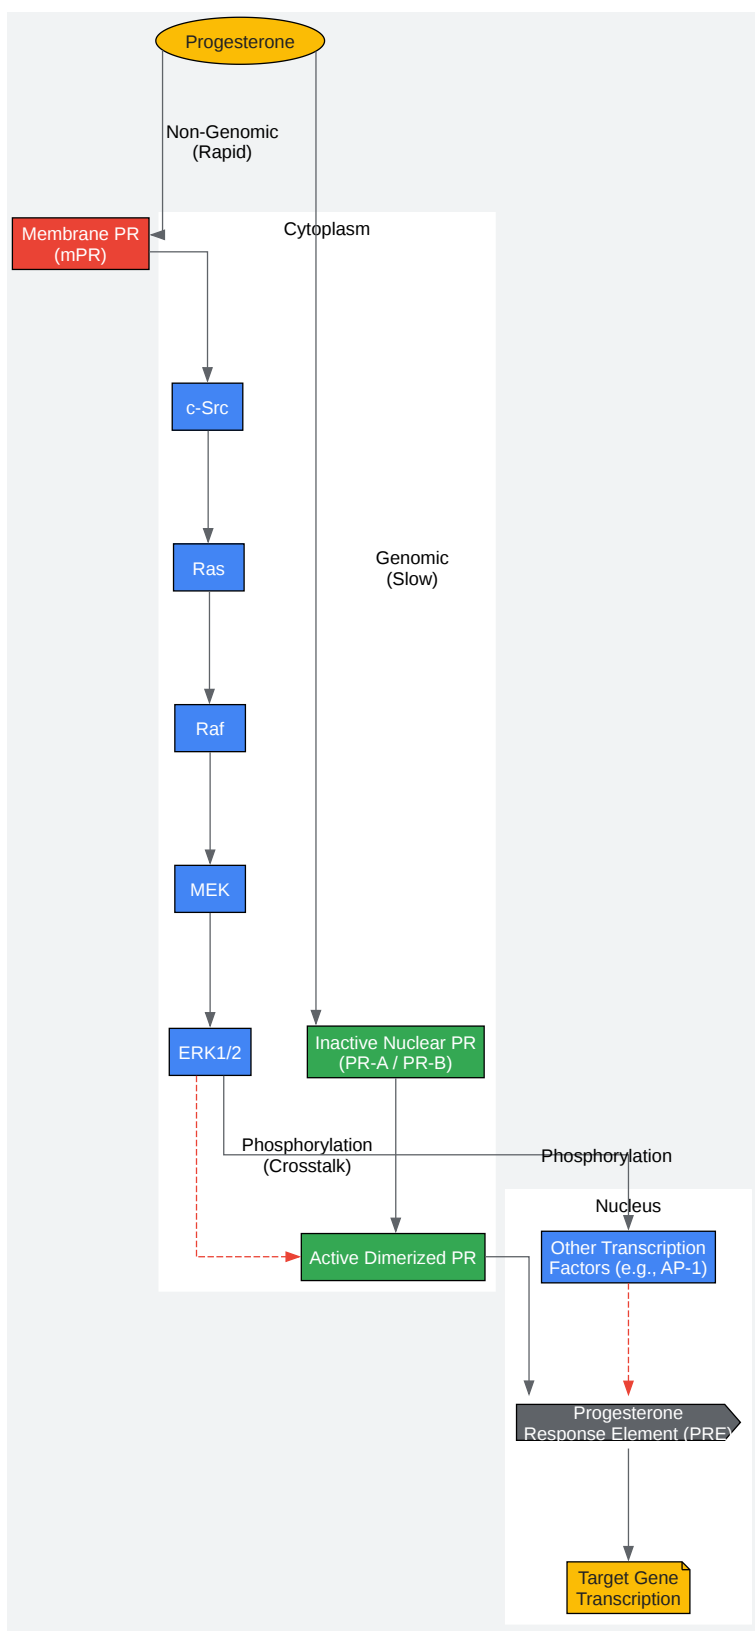 Progesterone
Non-Genomic
(Rapid)
Membrane PR
(mPR)
Cytoplasm
c-Src
Ras
Genomic
(Slow)
Raf
MEK
ERK1/2
Inactive Nuclear PR
(PR-A / PR-B)
Phosphorylation
(Crosstalk)
Phosphorylation
Nucleus
Active Dimerized PR
Other Transcription
Factors (e.g., AP-1)
Progesterone
Response Element (PRE)
Target Gene
Transcription